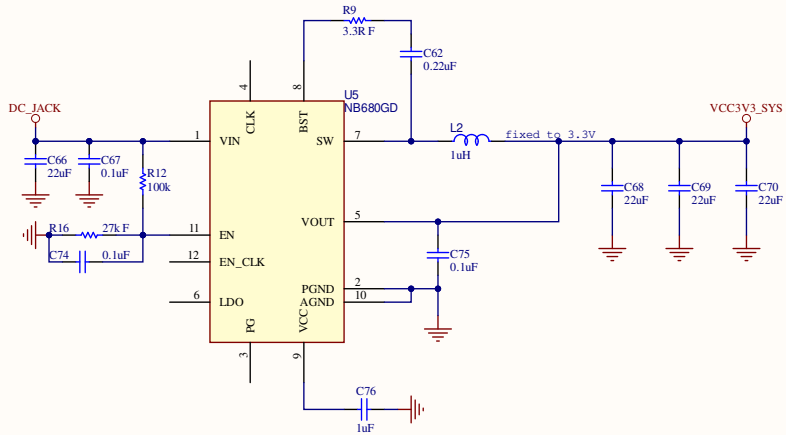 R9
3.3R F
C62
0.22uF
U5
NB680GD
4
8
CLK
BST
DC_JACK
VCC3V3_SYS
1
VIN
SW
7
L2
1uH
fixed to 3.3V
C66
22uF
C67
0.1uF
R12
100k
C68
22uF
C69
22uF
C70
22uF
VOUT
5
R16
27k F
11
EN
C74
0.1uF
12
EN_CLK
C75
0.1uF
6
LDO
PGND
2
AGND
10
PG
VCC
3
9
C76
1uF